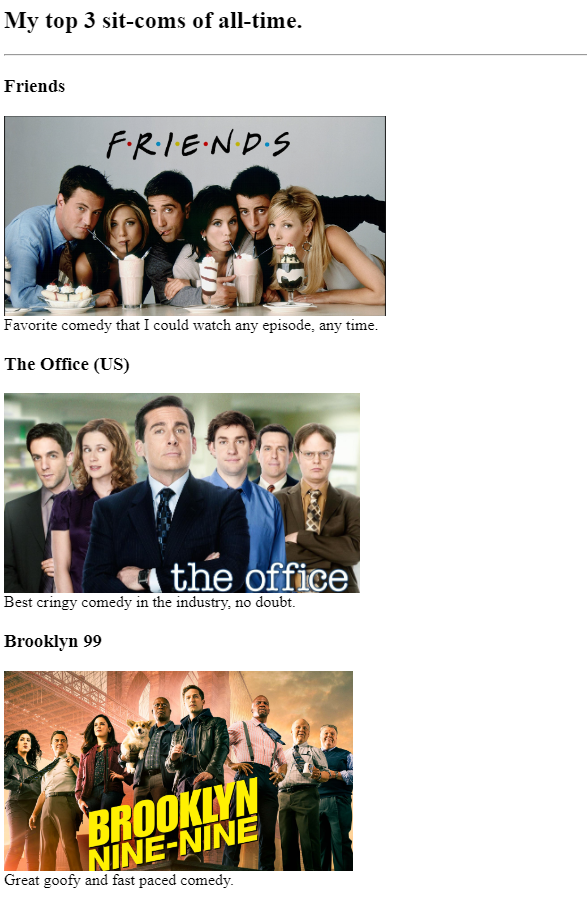 My top 3 sit-coms of all-time.
Friends
F·R·I·E·N·D·S
Favorite comedy that I could watch any episode, any time.
The Office (US)
the office
Best cringy comedy in the industry, no doubt.
Brooklyn 99
BROOKLYN
NINE-NINE
Great goofy and fast paced comedy.